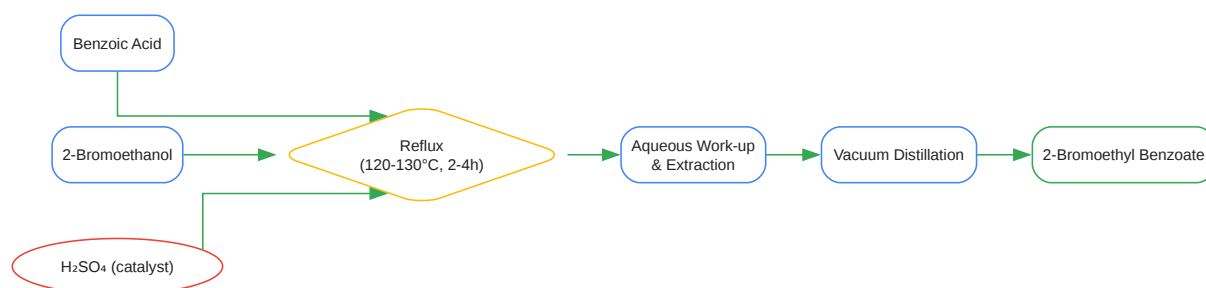 Benzoic Acid
2-Bromoethanol
H₂SO₄ (catalyst)
Reflux
(120-130°C, 2-4h)
Aqueous Work-up
& Extraction
Vacuum Distillation
2-Bromoethyl Benzoate